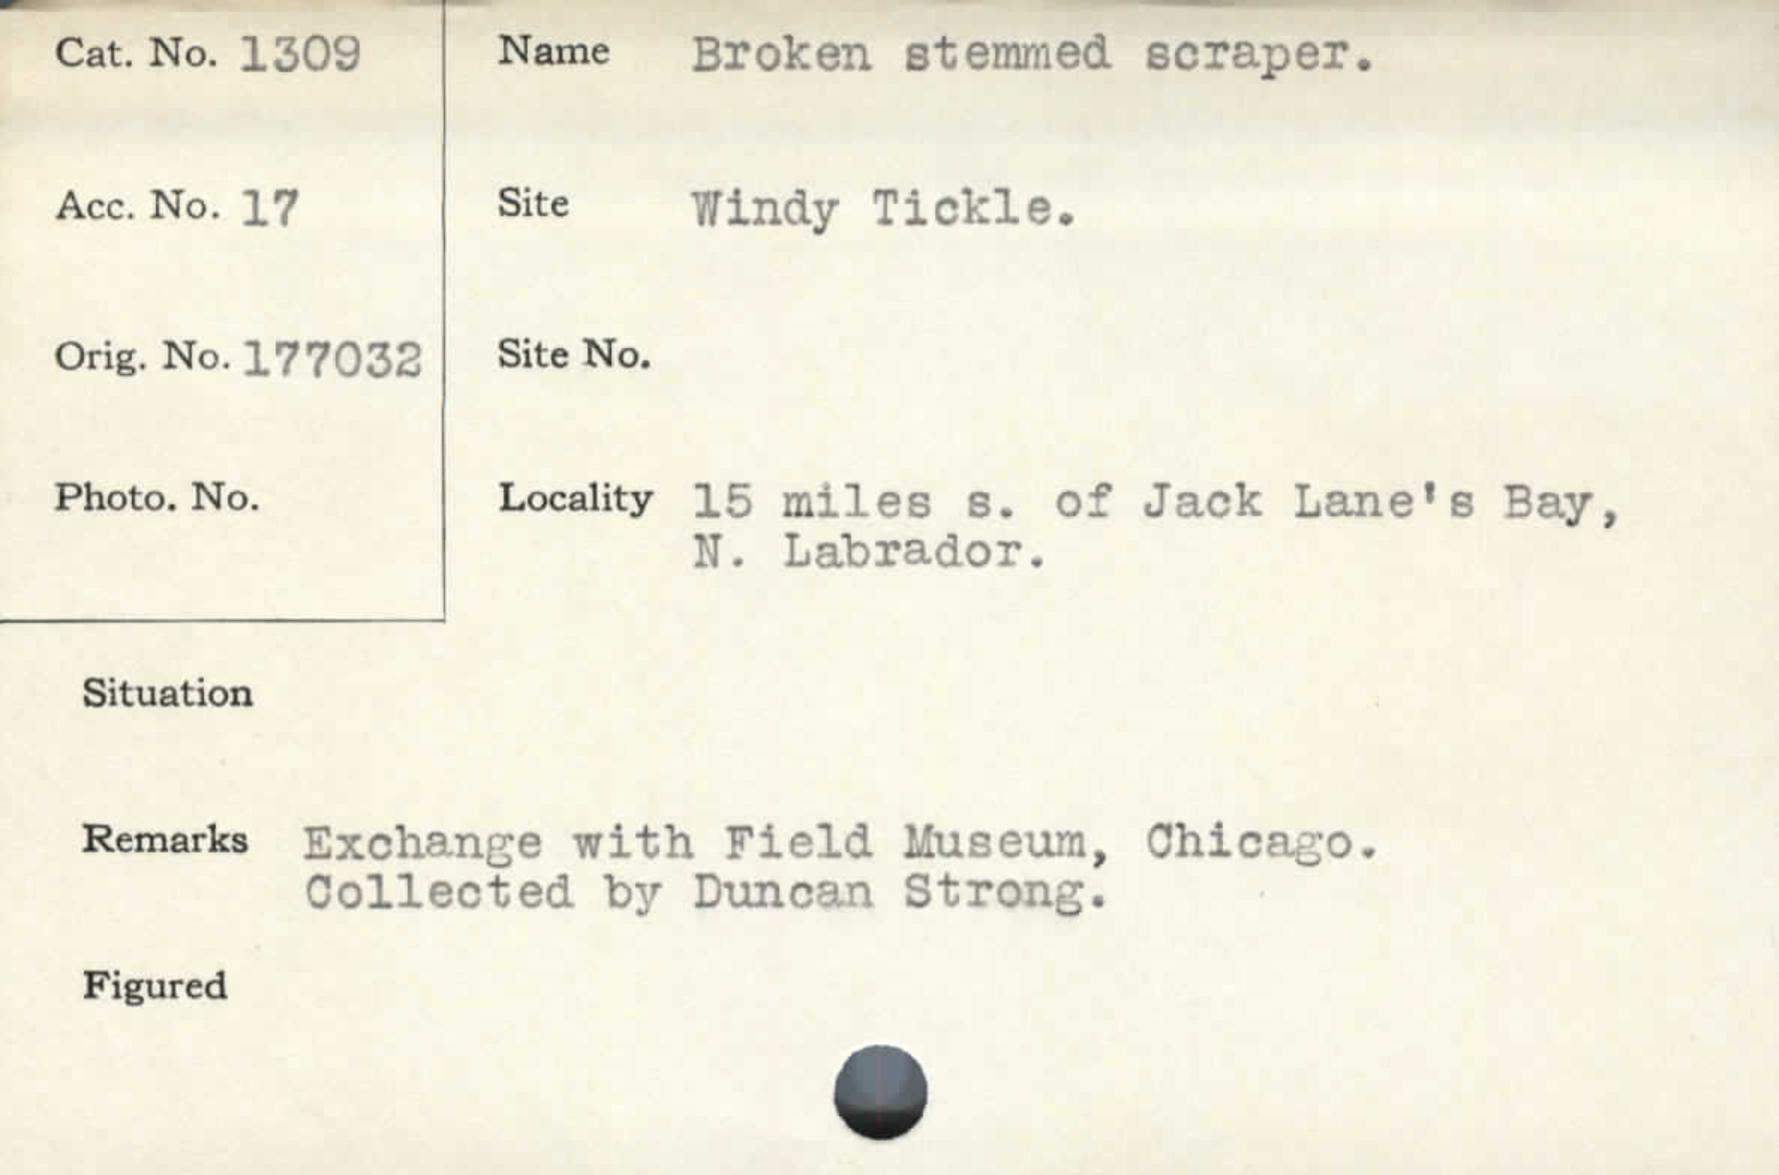 Cat. No. 1309
Name Broken stemmed scraper.
Acc. No. 17
Site Windy Tickle.
Orig. No. 177032
Site No.
Photo. No.
Locality 15 miles s. of Jack Lane's Bay,
N. Labrador.
Situation
Remarks Exchange with Field Museum, Chicago.
Collected by Duncan Strong.
Figured